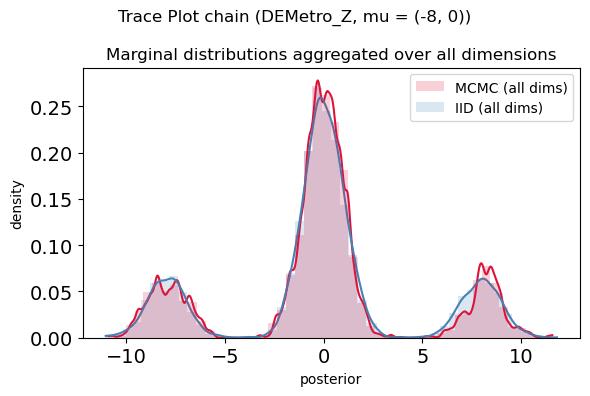 Trace Plot chain (DEMetro_Z, mu = (-8, 0))
Marginal distributions aggregated over all dimensions
MCMC (all dims)
IID (all dims)
density
0.25
0.20
0.15
0.10
0.05
0.00
−10
−5
0
5
10
posterior